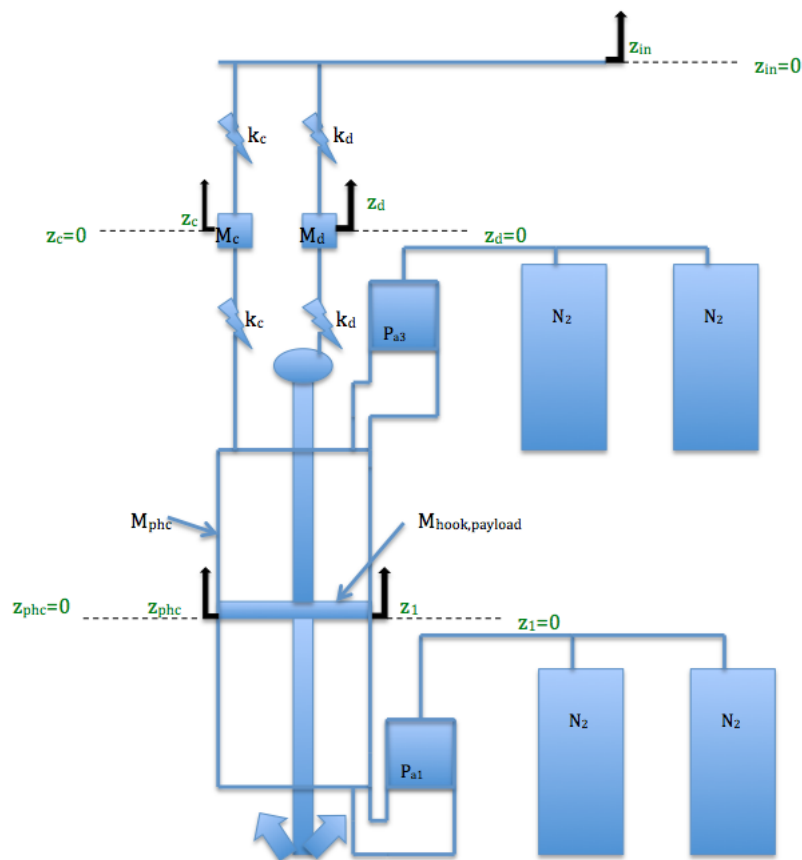 z_in
z_in=0
k_c
k_d
z_c
z_d
z_c=0
M_c
M_d
z_d=0
k_c
k_d
P_a3
N_2
N_2
M_phc
M_hook,payload
z_phc=0
z_phc
z_1
z_1=0
N_2
N_2
P_a1